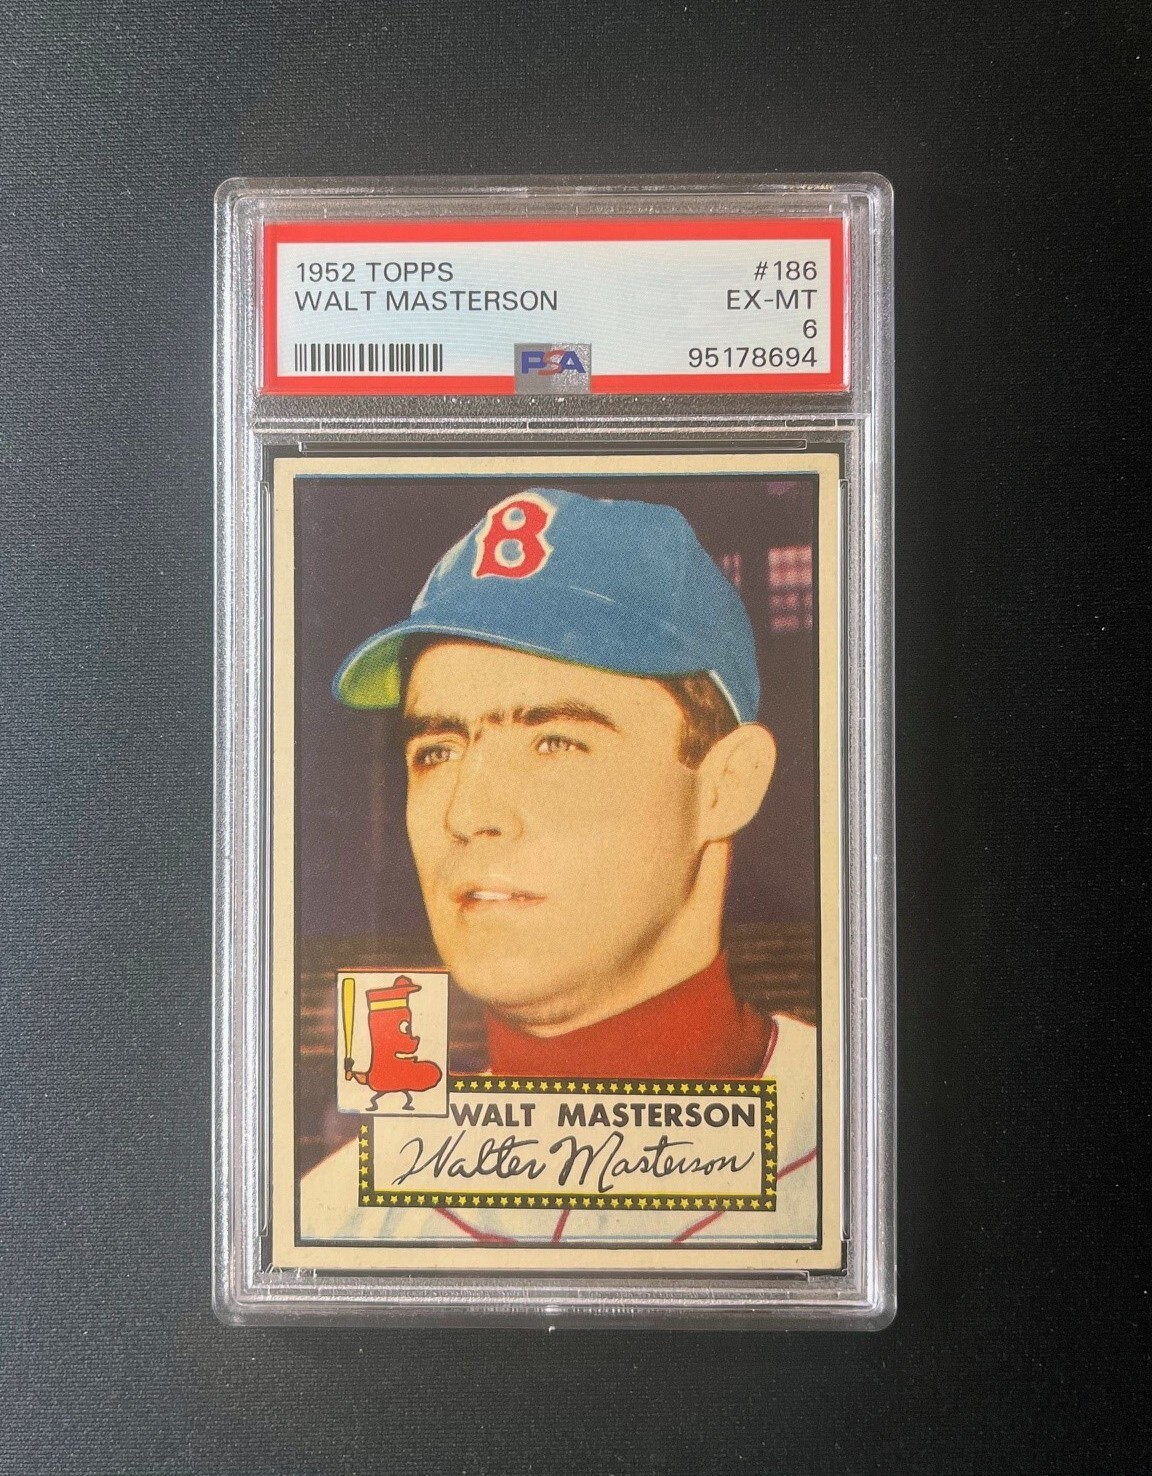 1952 TOPPS #186
WALT MASTERSON EX-MT
6
PSA 95178694
B
WALT MASTERSON
Walter Masterson